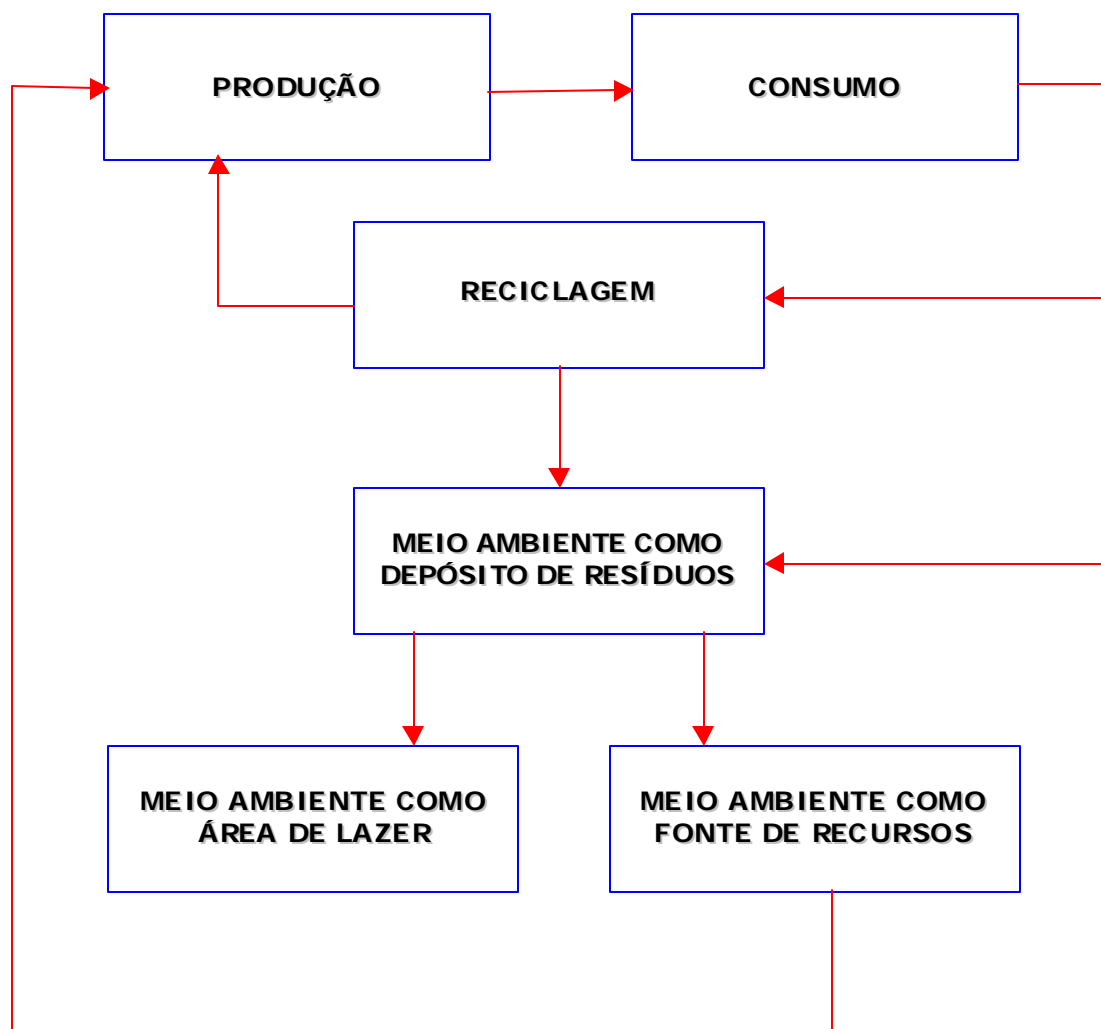 PRODUÇÃO
CONSUMO
RECICLAGEM
MEIO AMBIENTE COMO
DEPÓSITO DE RESÍDUOS
MEIO AMBIENTE COMO
ÁREA DE LAZER
MEIO AMBIENTE COMO
FONTE DE RECURSOS